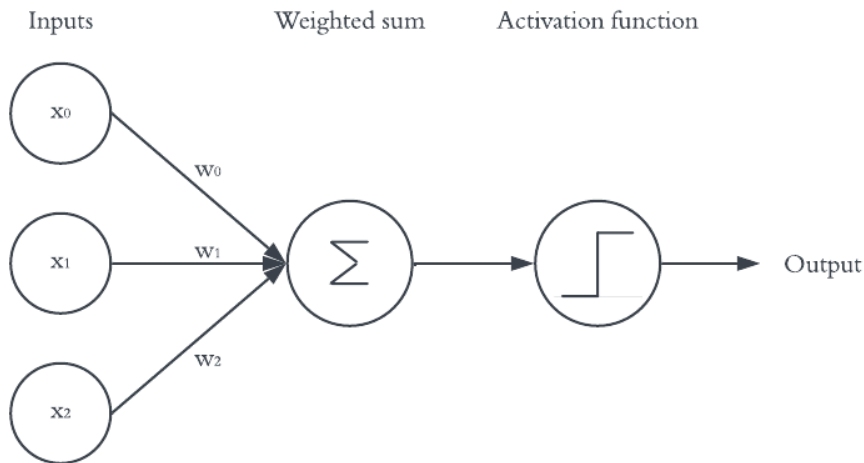 Inputs
Weighted sum
Activation function
x0
w0
x1
w1
Σ
Output
w2
x2